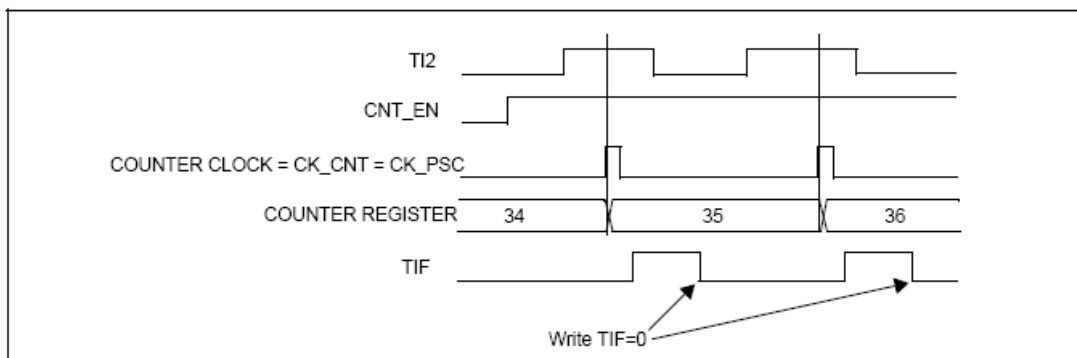 TI2
CNT_EN
COUNTER CLOCK = CK_CNT = CK_PSC
COUNTER REGISTER 34 35 36
TIF
Write TIF=0